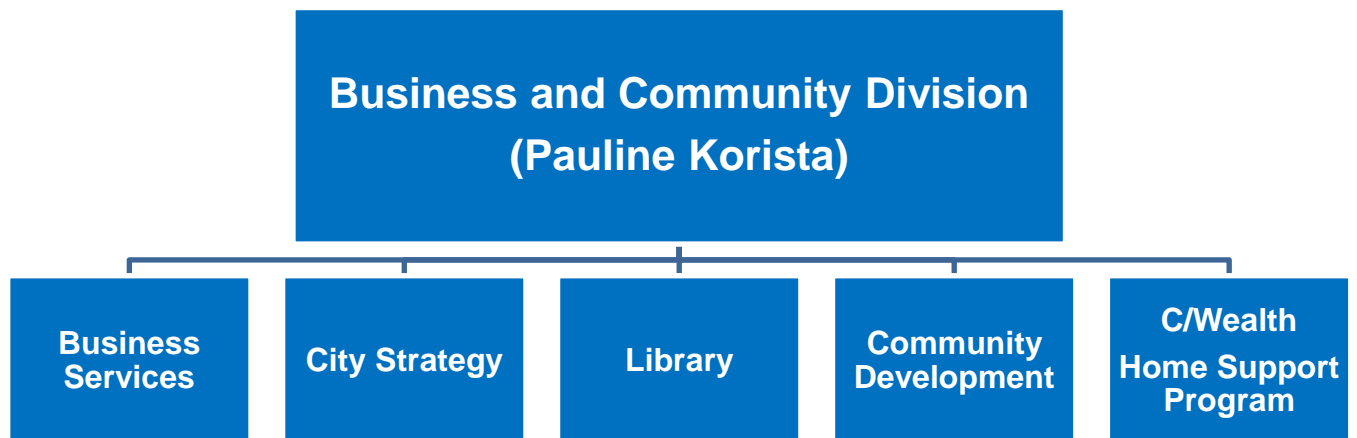 Business and Community Division
(Pauline Korista)
Business
Services
City Strategy
Library
Community
Development
C/Wealth
Home Support
Program